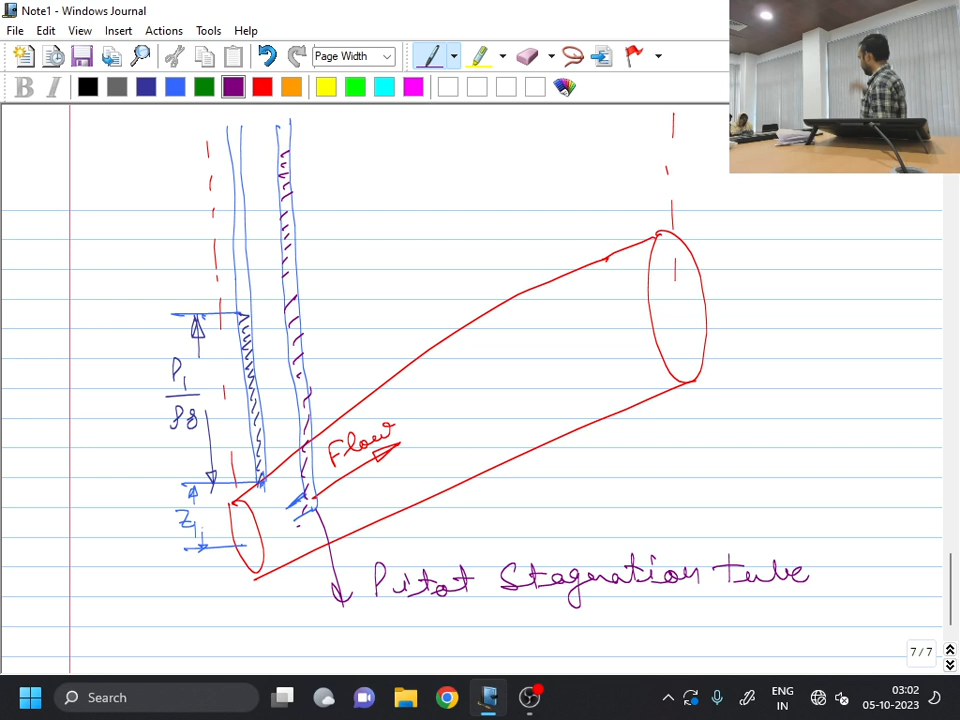 Note1 - Windows Journal
File Edit View Insert Actions Tools Help
Page Width
B I
P1
ρg
Flow
Z1
Pitot Stagnation tube
7 / 7
Search
ENG
IN
03:02
05-10-2023